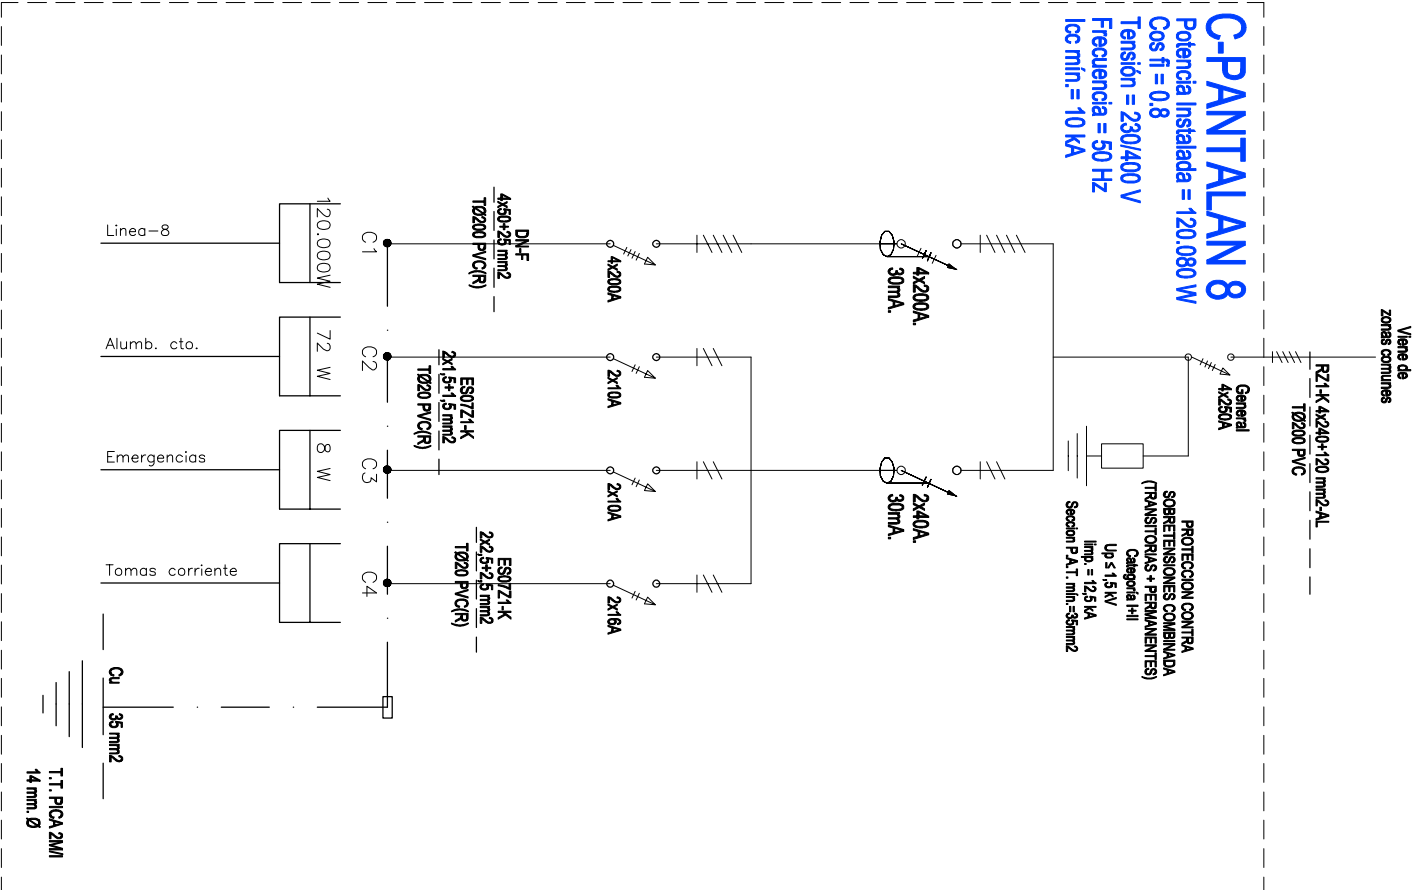 C-PANTALAN 8
Potencia Instalada = 120.080 W
Cos fi = 0.8
Tensión = 230/400 V
Frecuencia = 50 Hz
Icc mín.= 10 kA
Viene de
zonas comunes
RZ1-K 4x240+120 mm2-AL
TØ200 PVC
General
4x250A
PROTECCION CONTRA
SOBRETENSIONES COMBINADA
(TRANSITORIAS + PERMANENTES)
Categoría I+II
Up ≤ 1,5 kV
Iimp. = 12,5 kA
Seccion P.A.T. mín.=35mm2
4x200A.
30mA.
2x40A.
30mA.
4x200A
2x10A
2x10A
2x16A
DN-F
4x50+25 mm2
TØ200 PVC(R)
ES07Z1-K
2x1,5+1,5 mm2
TØ20 PVC(R)
ES07Z1-K
2x2,5+2,5 mm2
TØ20 PVC(R)
C1
C2
C3
C4
120.000W
72 W
8 W
Linea-8
Alumb. cto.
Emergencias
Tomas corriente
Cu
35 mm2
T.T. PICA 2M/l
14 mm. Ø